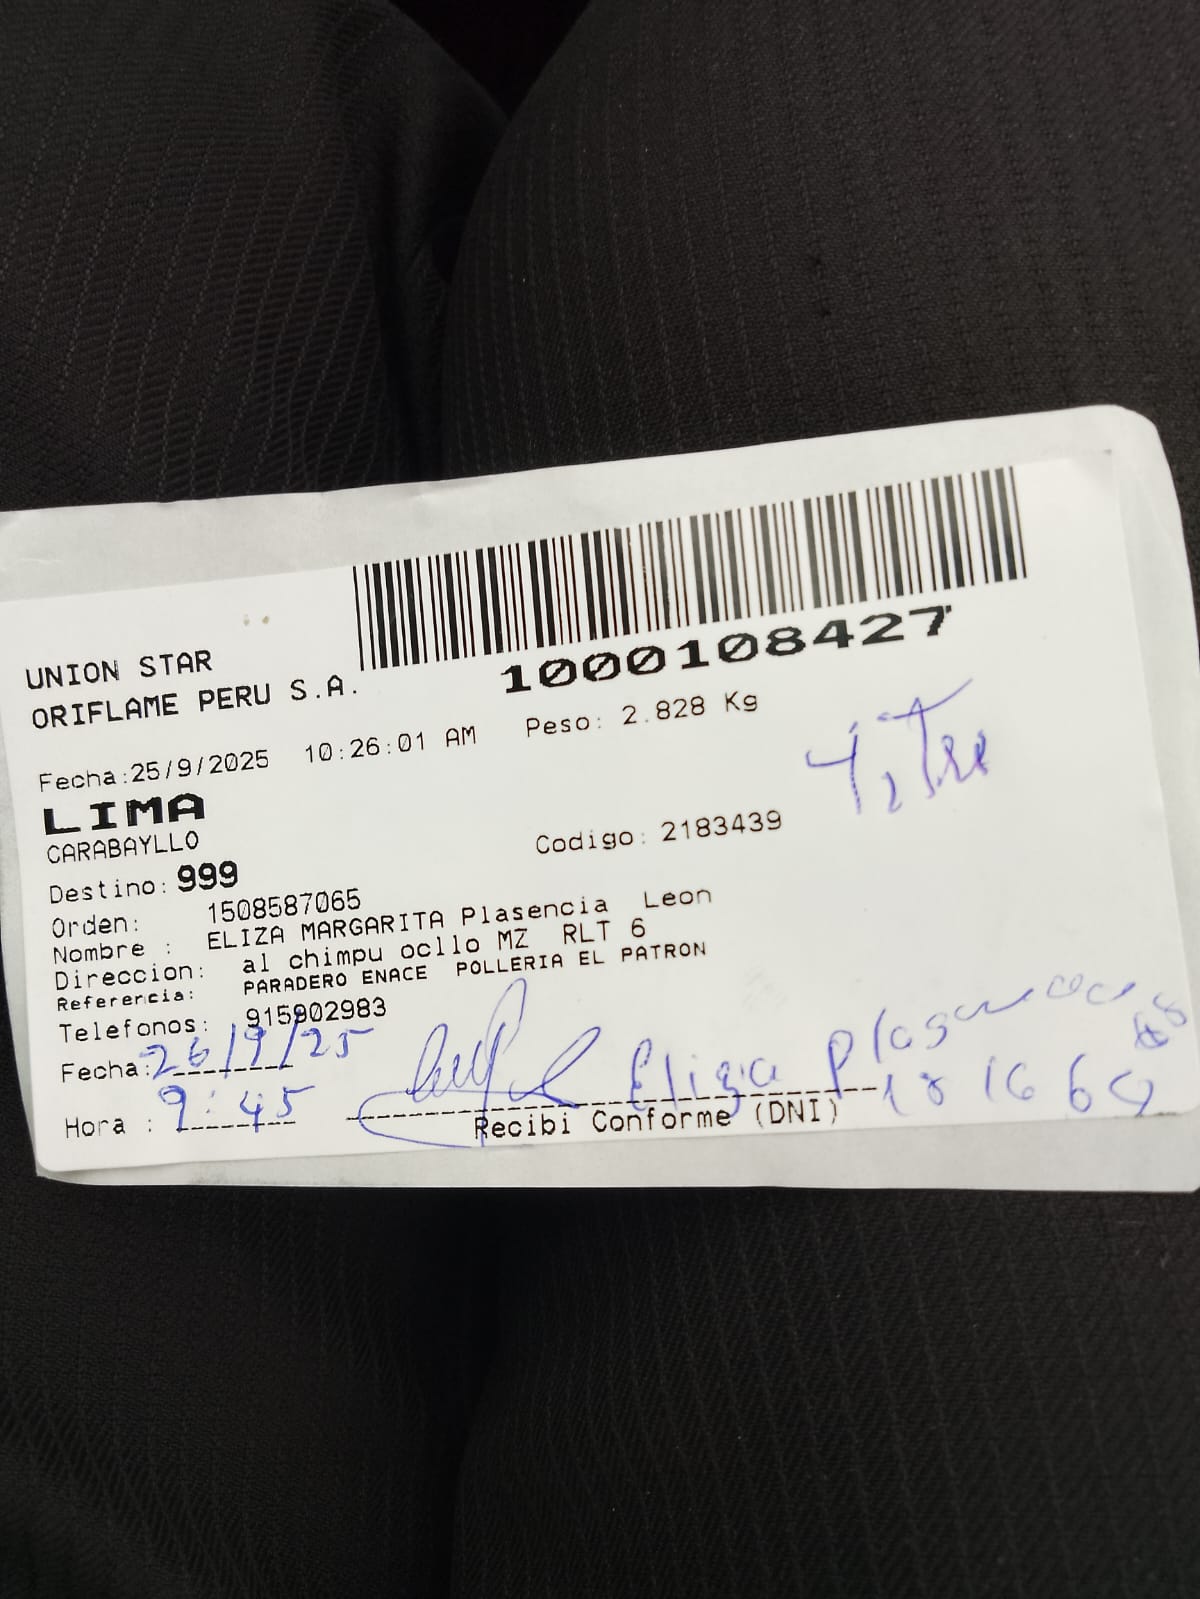 1000108427
UNION STAR
ORIFLAME PERU S.A.
Fecha:25/9/2025 10:26:01 AM Peso: 2.828 Kg
LIMA
CARABAYLLO
Codigo: 2183439
Destino: 999
Orden: 1508587065
Nombre : ELIZA MARGARITA Plasencia Leon
Direccion: al chimpu ocllo MZ RLT 6
Referencia: PARADERO ENACE POLLERIA EL PATRON
Telefonos: 915902983
Fecha: 26/9/25
Hora : 9:45
Eliza
Recibi Conforme (DNI)